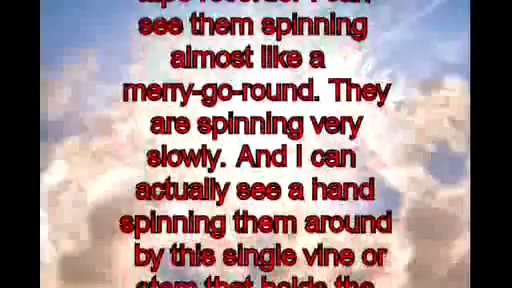 tape recorder. I can
see them spinning
almost like a
merry-go-round. They
are spinning very
slowly. And I can
actually see a hand
spinning them around
by this single vine or
stem that holds the